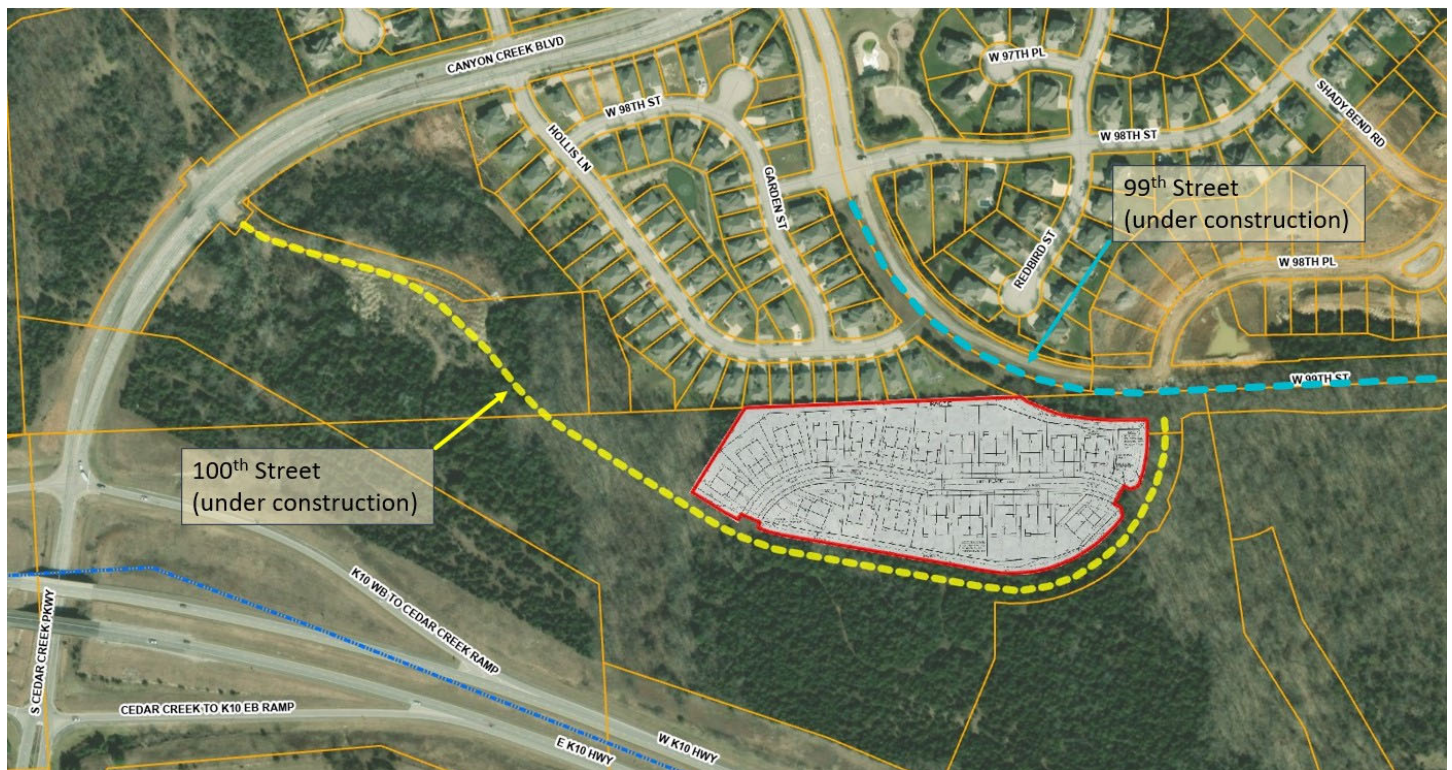 CANYON CREEK BLVD
W 97TH PL
W 98TH ST
SHADY BEND RD
HOLLIS LN
W 98TH ST
GARDEN ST
99th Street
(under construction)
REDBIRD ST
W 98TH PL
W 99TH ST
100th Street
(under construction)
K10 WB TO CEDAR CREEK RAMP
S CEDAR CREEK PKWY
CEDAR CREEK TO K10 EB RAMP
W K10 HWY
E K10 HWY